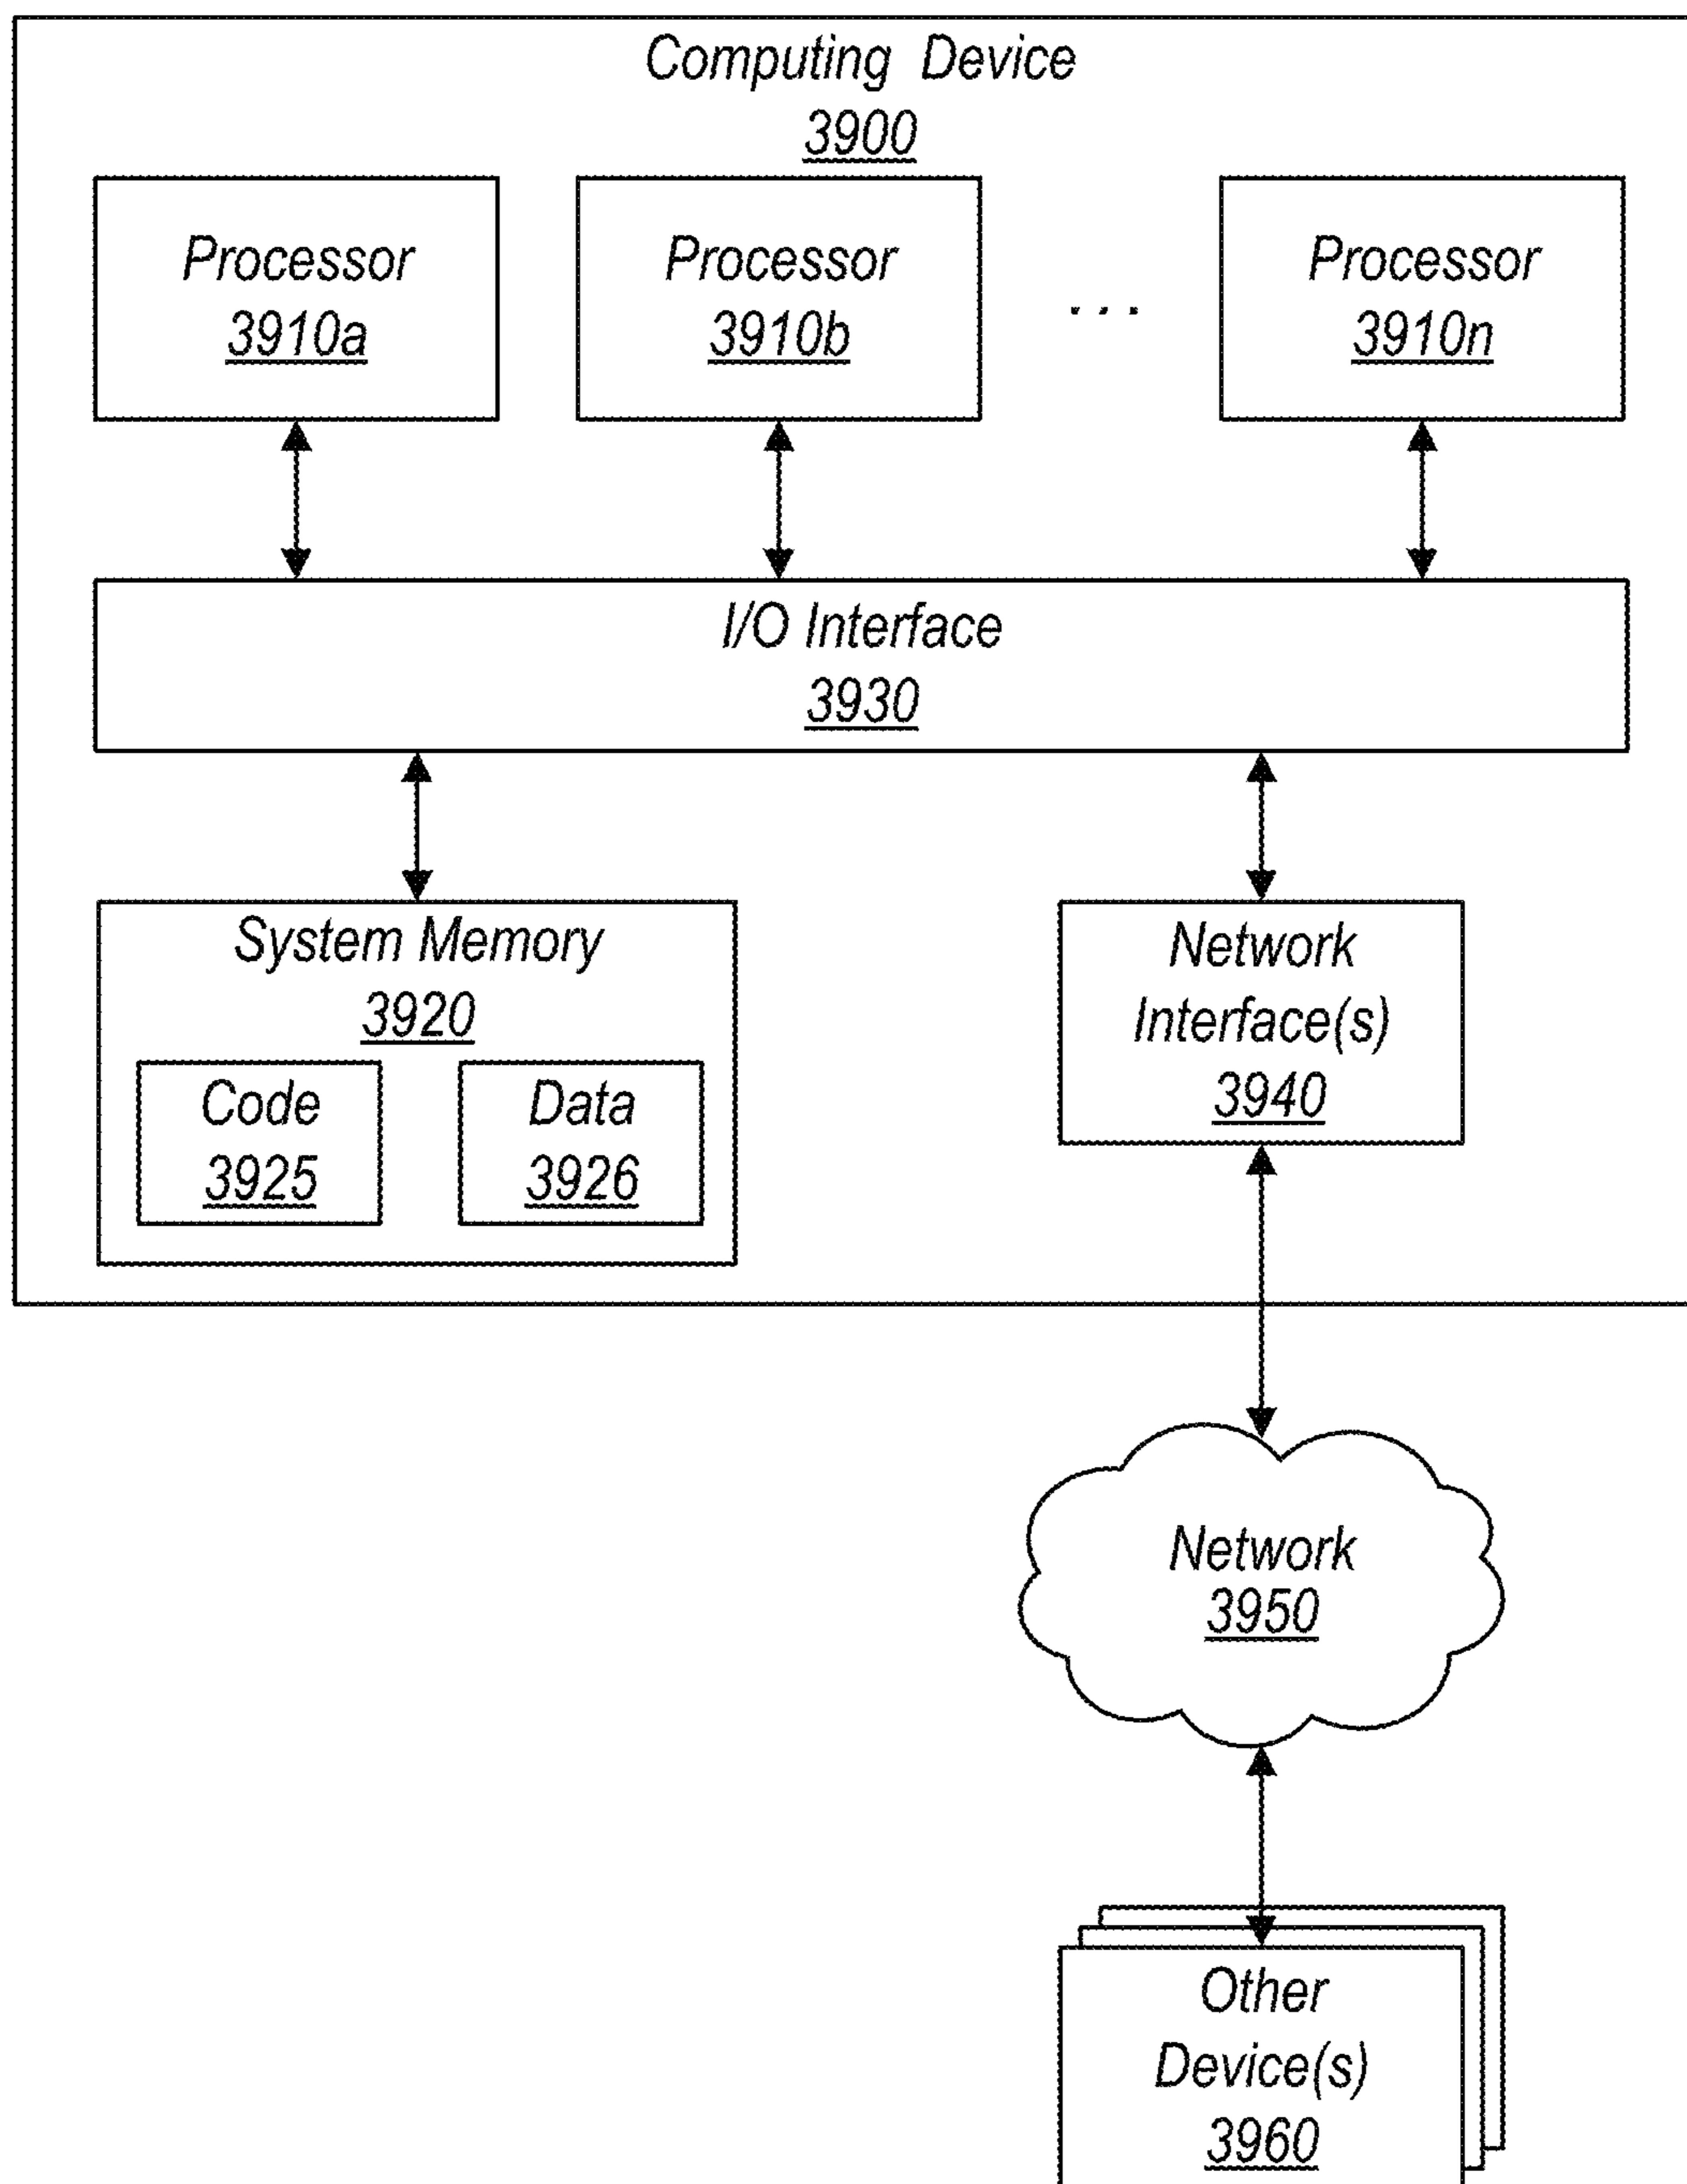 Computing Device
3900
Processor
3910a
Processor
3910b
. . .
Processor
3910n
I/O Interface
3930
System Memory
3920
Code
3925
Data
3926
Network
Interface(s)
3940
Network
3950
Other
Device(s)
3960